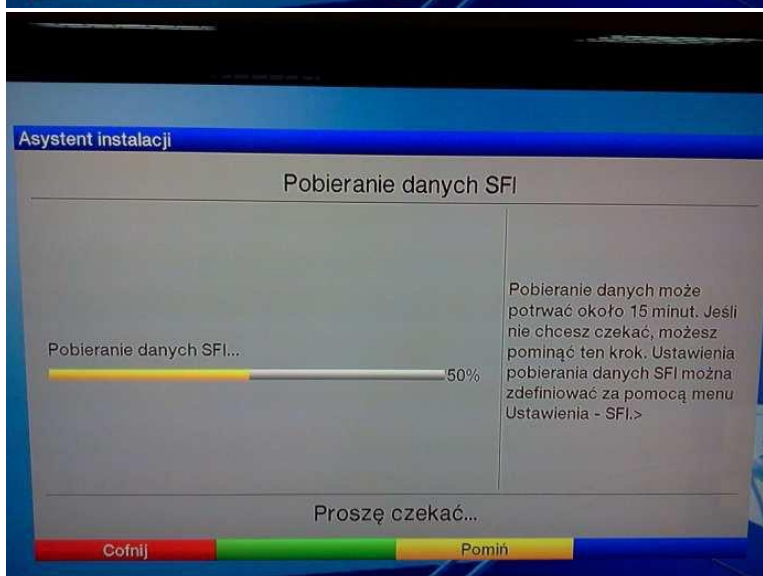 Asystent instalacji
Pobieranie danych SFI
Pobieranie danych SFI...
50%
Pobieranie danych może
potrwać około 15 minut. Jeśli
nie chcesz czekać, możesz
pominąć ten krok. Ustawienia
pobierania danych SFI można
zdefiniować za pomocą menu
Ustawienia - SFI.>
Proszę czekać...
Cofnij
Pomiń